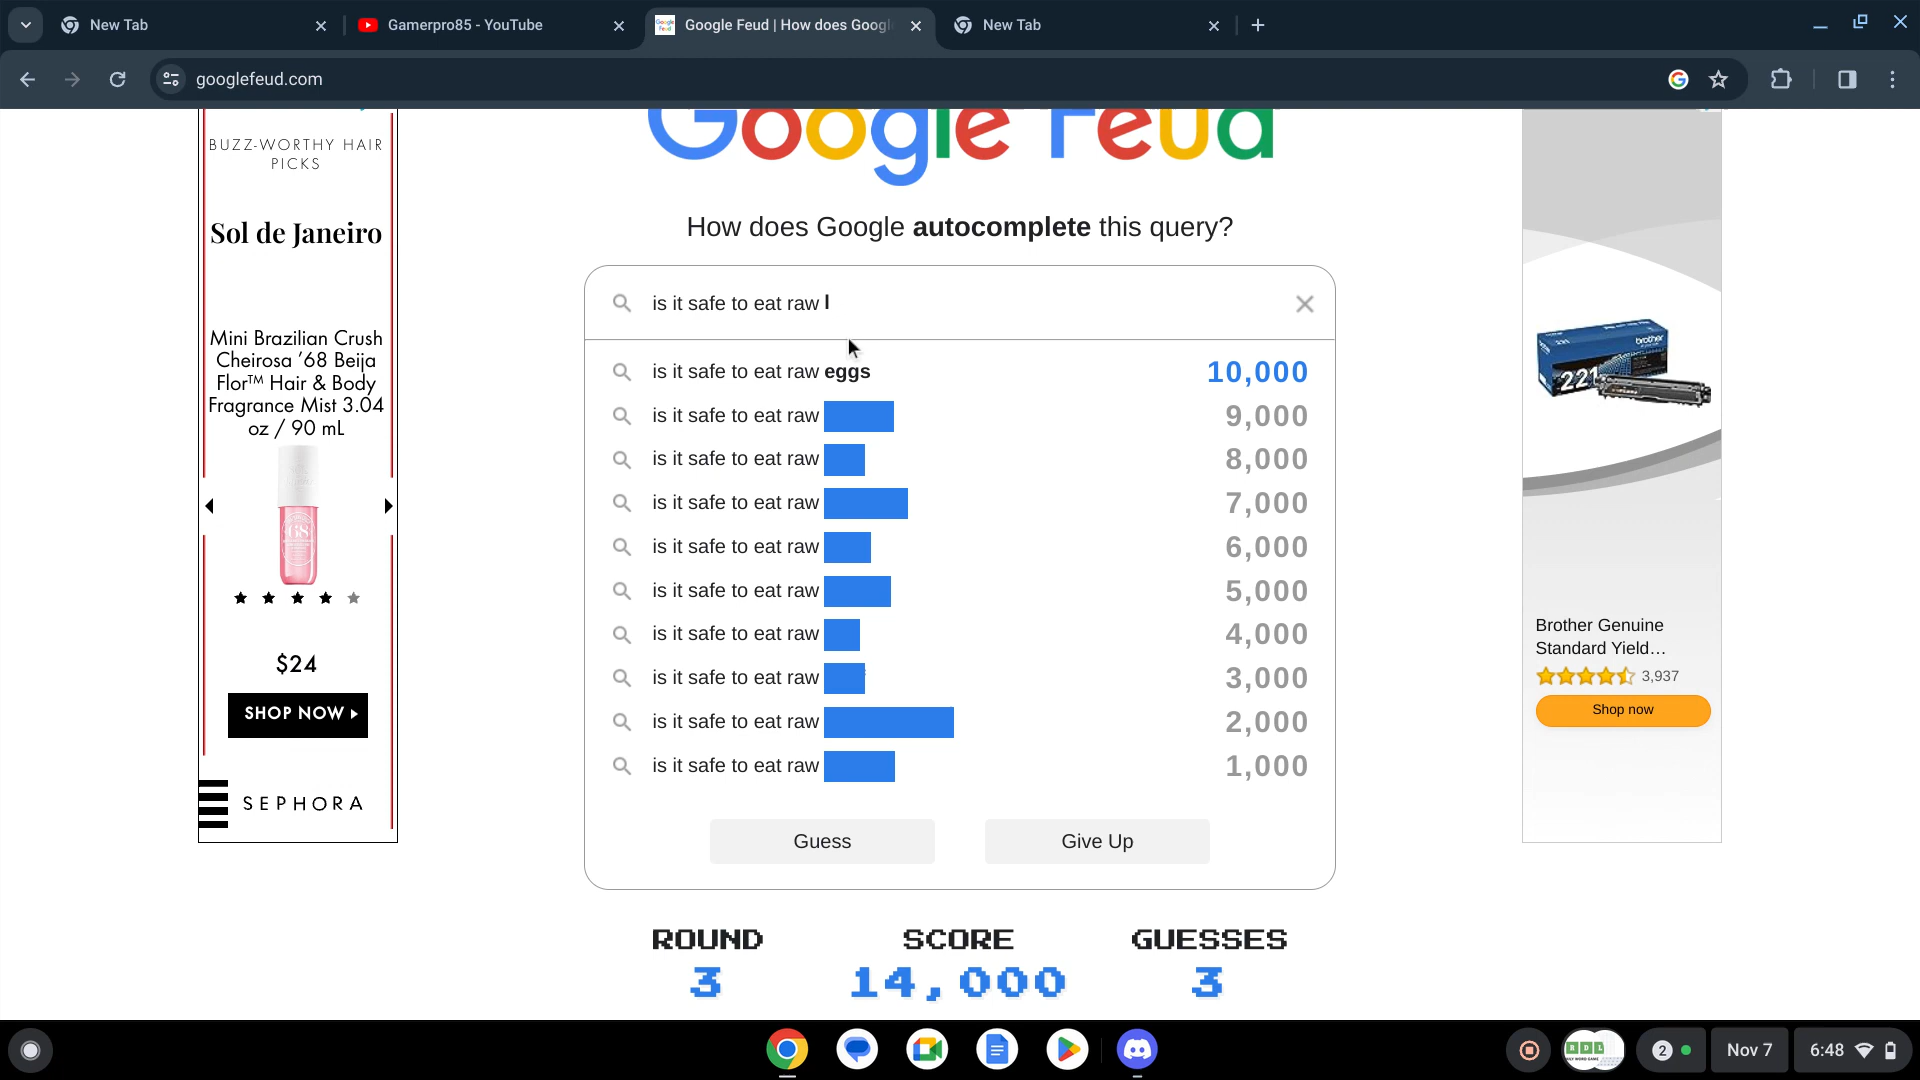 New Tab
Gamerpro85 - YouTube
Google Feud | How does Googl
New Tab
googlefeud.com
Google Feud
BUZZ-WORTHY HAIR
PICKS
Sol de Janeiro
Mini Brazilian Crush
Cheirosa '68 Beija
Flor™ Hair & Body
Fragrance Mist 3.04
oz / 90 mL
$24
SHOP NOW
SEPHORA
How does Google autocomplete this query?
is it safe to eat raw l
is it safe to eat raw eggs 10,000
is it safe to eat raw 9,000
is it safe to eat raw 8,000
is it safe to eat raw 7,000
is it safe to eat raw 6,000
is it safe to eat raw 5,000
is it safe to eat raw 4,000
is it safe to eat raw 3,000
is it safe to eat raw 2,000
is it safe to eat raw 1,000
Guess Give Up
ROUND SCORE GUESSES
3 14,000 3
brother
221
Brother Genuine
Standard Yield...
3,937
Shop now
RDL
2
Nov 7
6:48